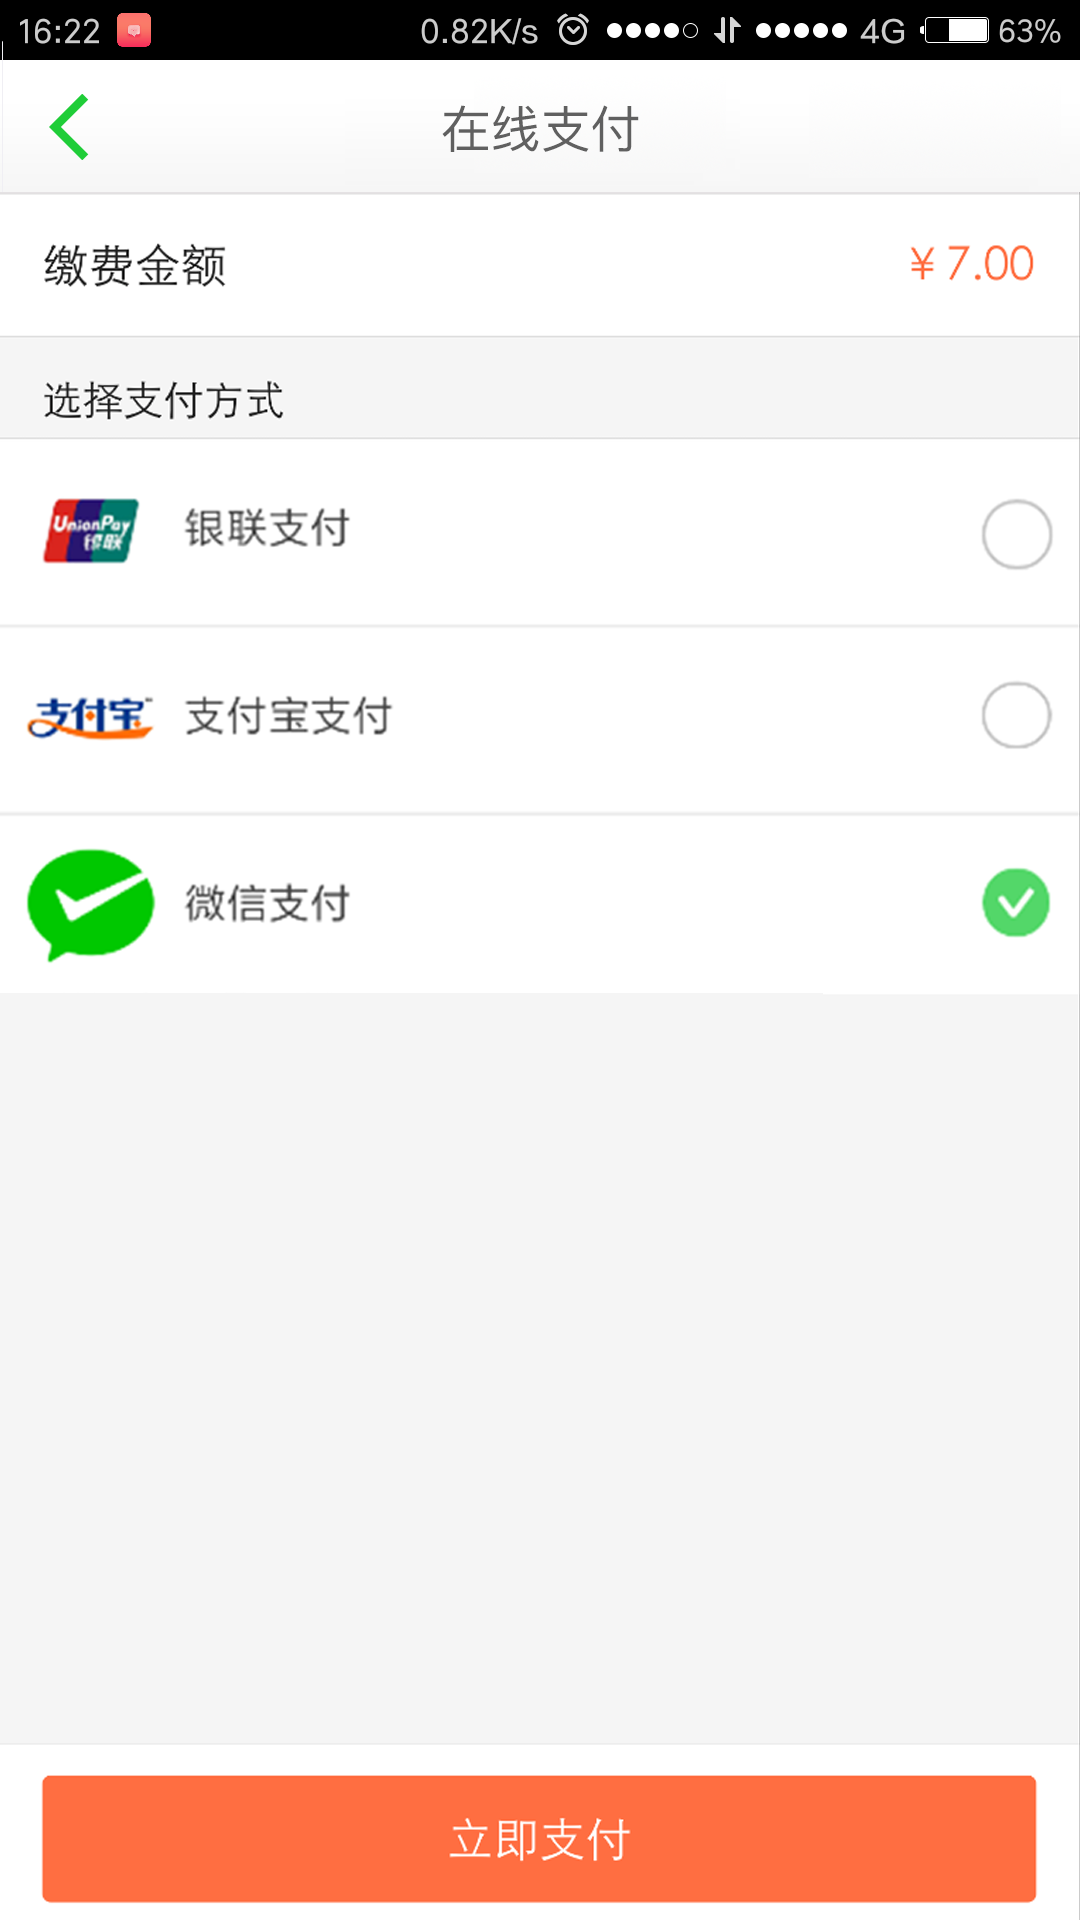 16:22 0.82K/s 4G 63%
在线支付
缴费金额 ¥ 7.00
选择支付方式
UnionPay 银联 银联支付
支付宝 支付宝支付
微信支付
立即支付